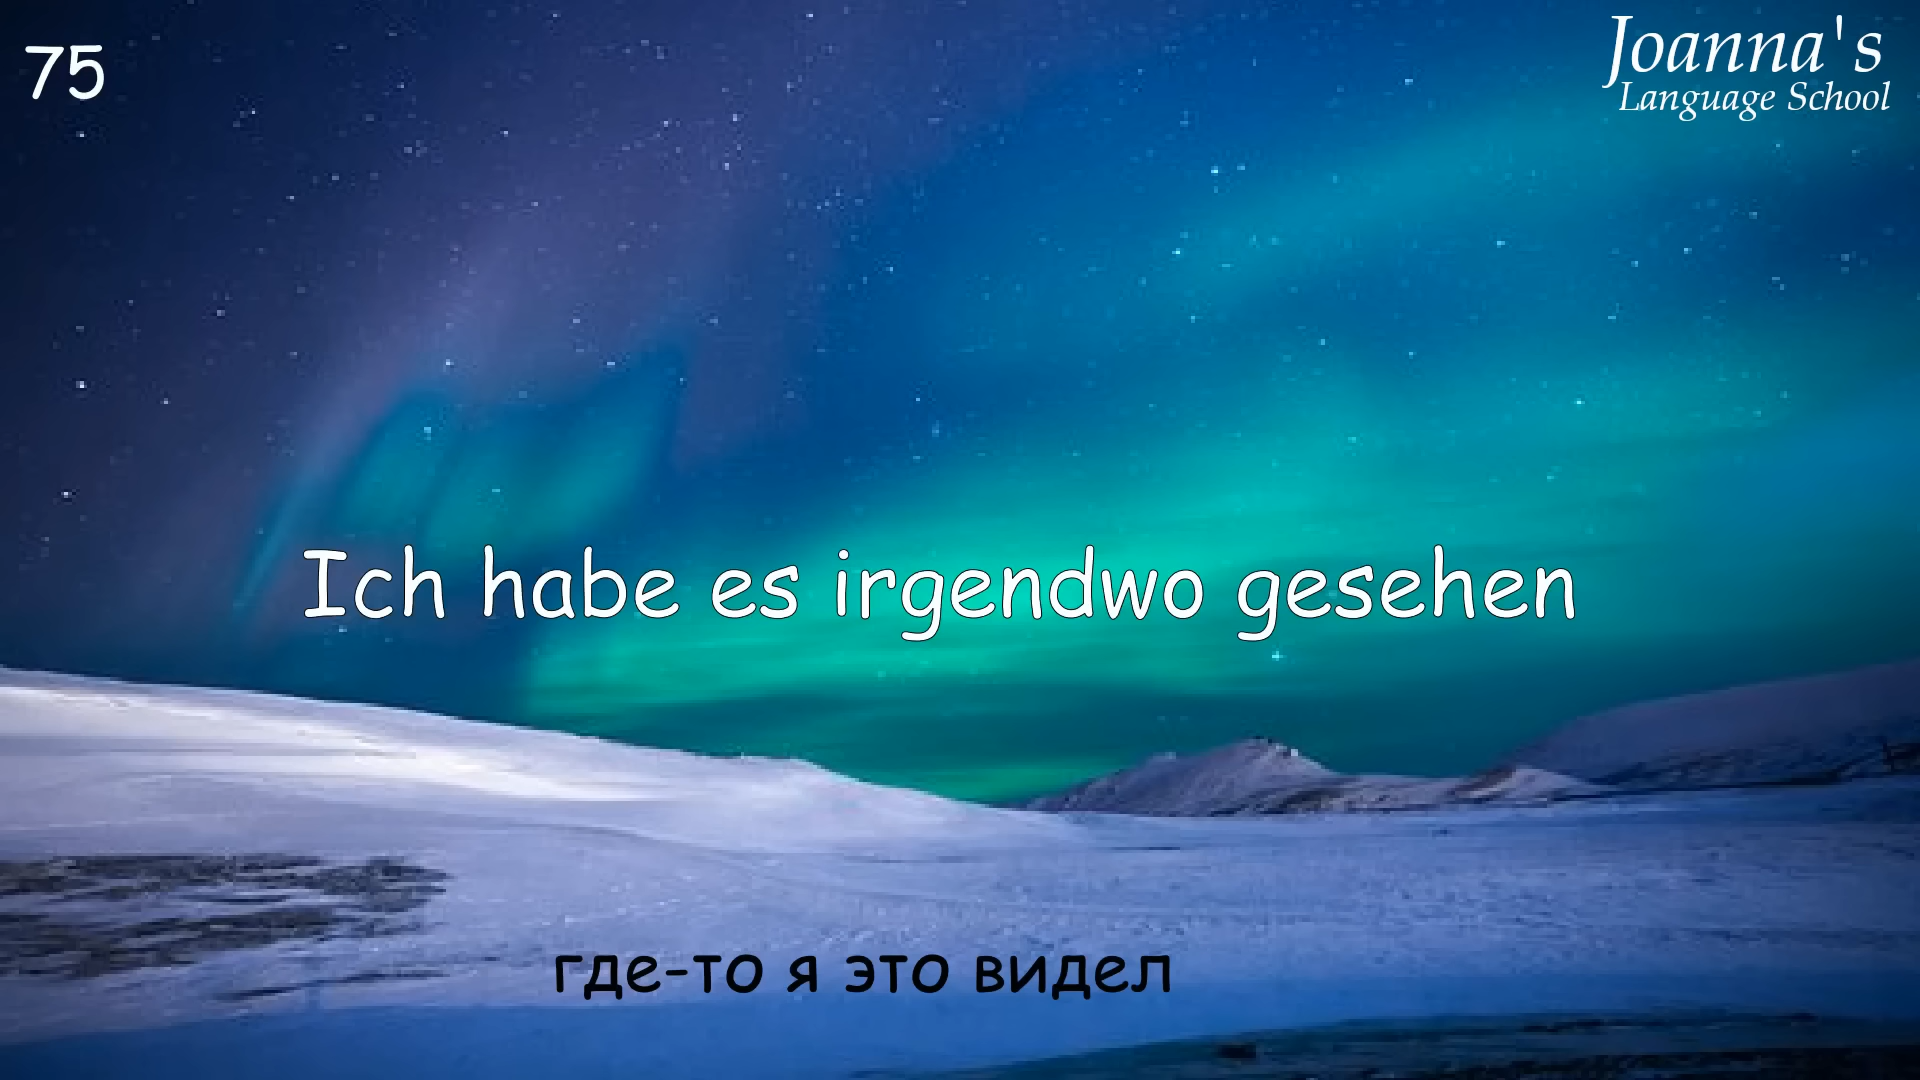 75
Joanna's
Language School
Ich habe es irgendwo gesehen
где-то я это видел